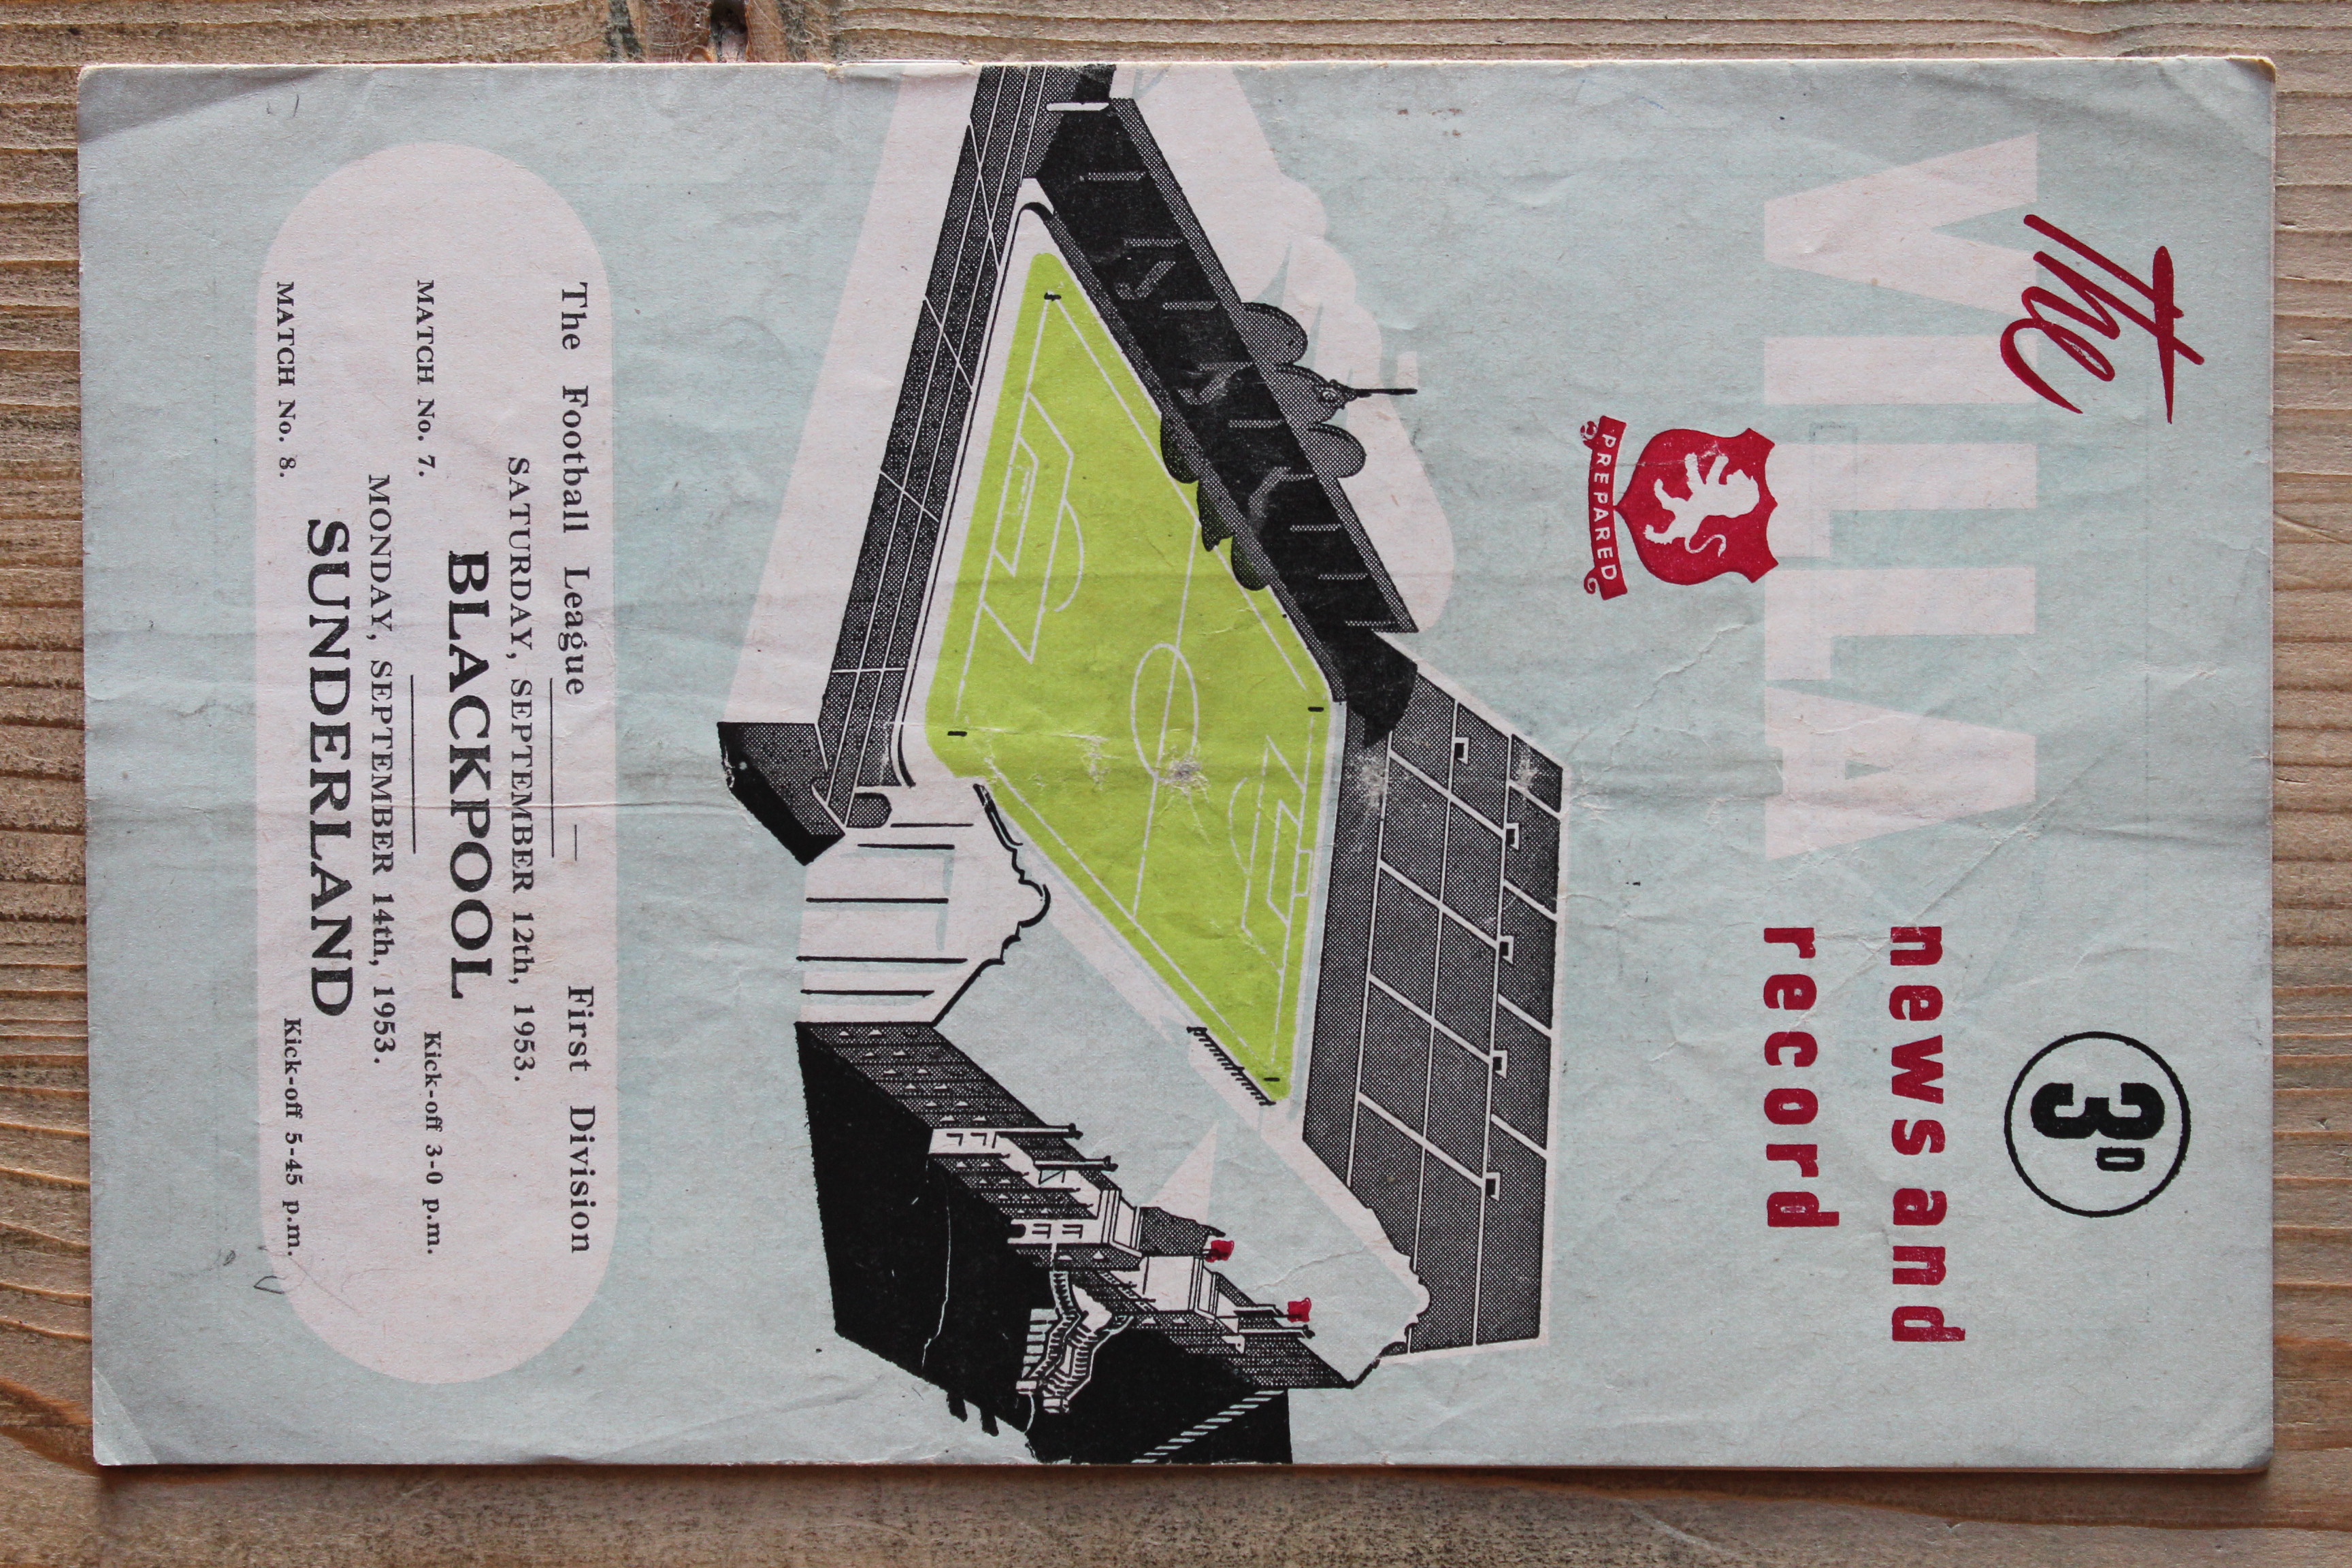 The
3D
VILLA
news and
record
PREPARED
The Football League — First Division
SATURDAY, SEPTEMBER 12th, 1953.
BLACKPOOL
MATCH No. 7. Kick-off 3-0 p.m.
MONDAY, SEPTEMBER 14th, 1953.
SUNDERLAND
MATCH No. 8. Kick-off 5-45 p.m.